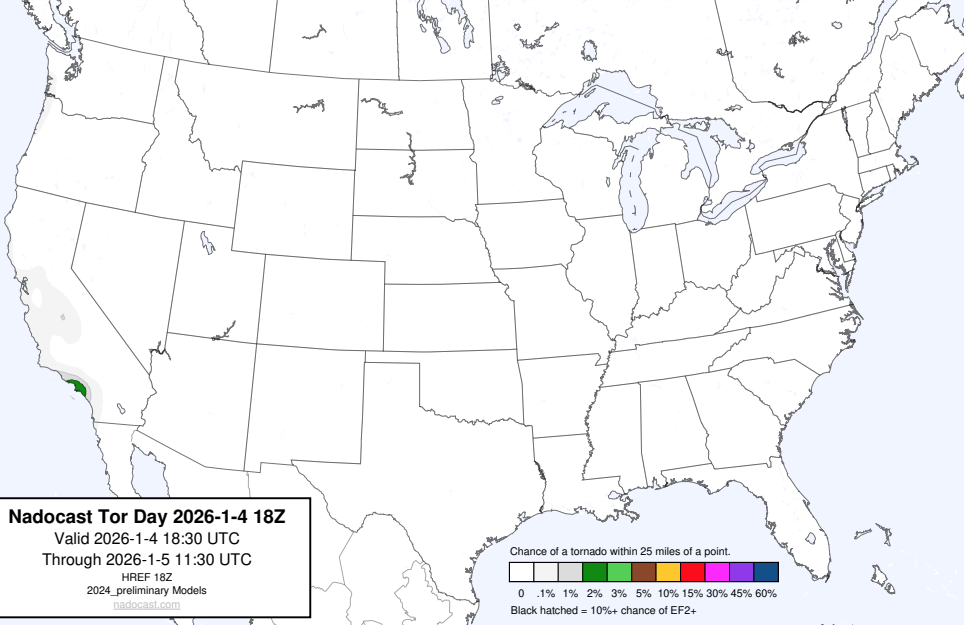 Nadocast Tor Day 2026-1-4 18Z
Valid 2026-1-4 18:30 UTC
Through 2026-1-5 11:30 UTC
HREF 18Z
2024_preliminary Models
nadocast.com
Chance of a tornado within 25 miles of a point.
0 .1% 1% 2% 3% 5% 10% 15% 30% 45% 60%
Black hatched = 10%+ chance of EF2+